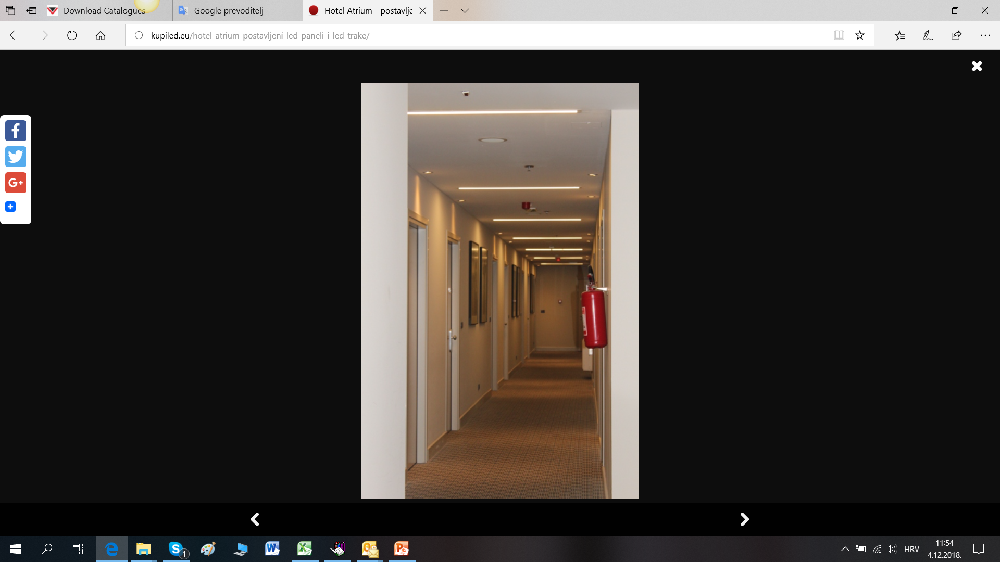 Download Catalogues
Google prevoditelj
Hotel Atrium - postavlje
kupiled.eu/hotel-atrium-postavljeni-led-paneli-i-led-trake/
f
G+
1
HRV
11:54
4.12.2018.